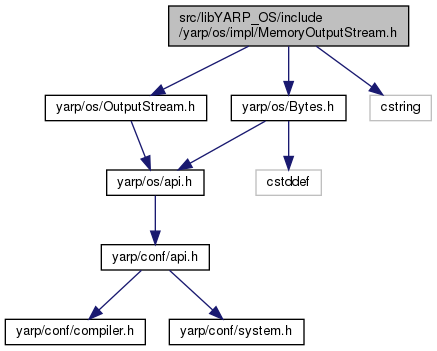 src/libYARP_OS/include
/yarp/os/impl/MemoryOutputStream.h
yarp/os/OutputStream.h
yarp/os/Bytes.h
cstring
yarp/os/api.h
cstddef
yarp/conf/api.h
yarp/conf/compiler.h
yarp/conf/system.h